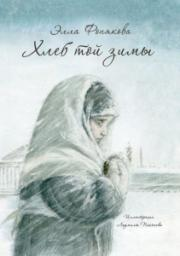 Элла Фонякова
Хлеб той зимы
Иллюстрации
Людмилы Пипченко